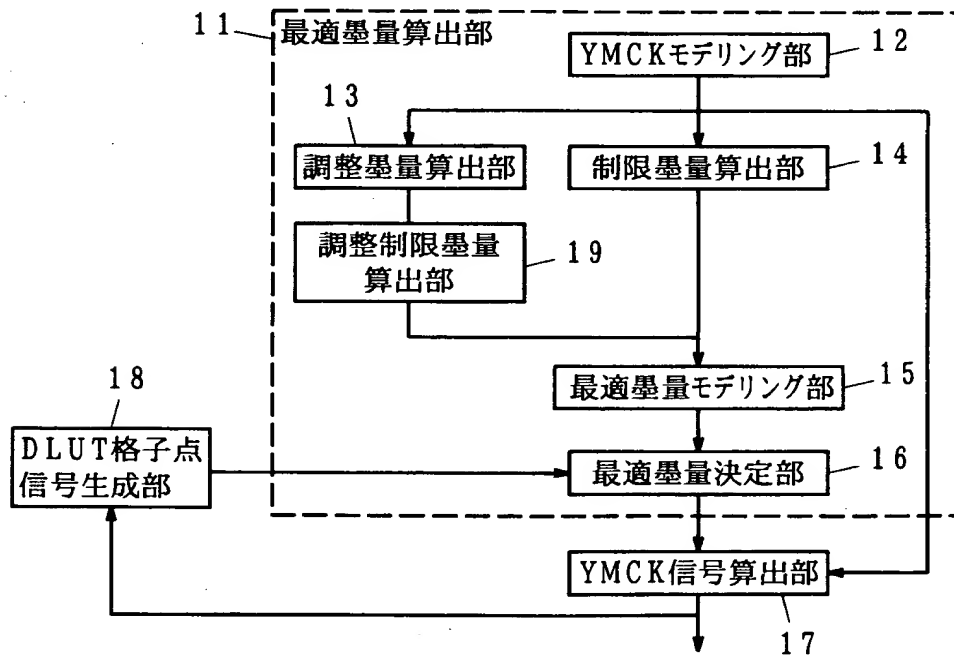 11
最適墨量算出部
YMCKモデリング部
12
13
調整墨量算出部
制限墨量算出部
14
調整制限墨量
算出部
19
18
最適墨量モデリング部
15
DLUT格子点
信号生成部
最適墨量決定部
16
YMCK信号算出部
17